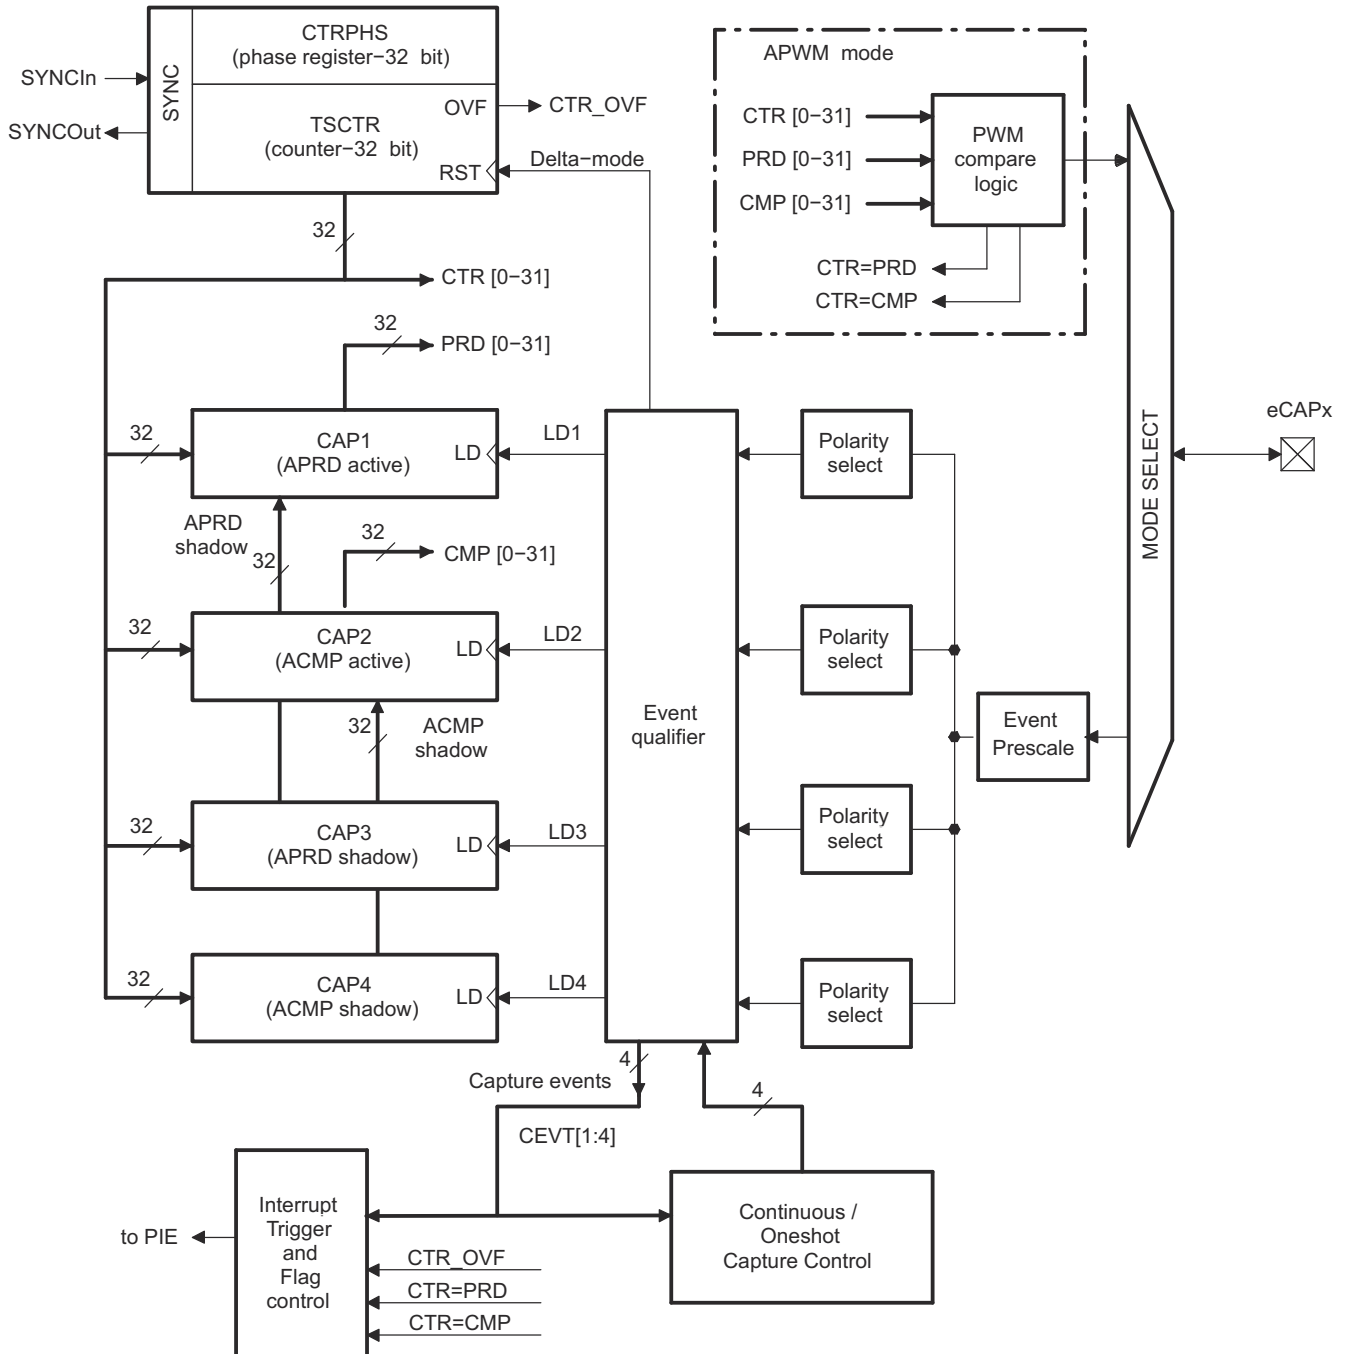 CTRPHS
(phase register−32 bit)
SYNC
SYNCIn
SYNCOut
OVF
CTR_OVF
TSCTR
(counter−32 bit)
RST
Delta−mode
32
CTR [0−31]
32
PRD [0−31]
APWM mode
CTR [0−31]
PRD [0−31]
CMP [0−31]
PWM
compare
logic
CTR=PRD
CTR=CMP
MODE SELECT
eCAPx
32
CAP1
(APRD active)
LD
LD1
Polarity
select
APRD
shadow
32
32
CMP [0−31]
32
CAP2
(ACMP active)
LD
LD2
Polarity
select
32
ACMP
shadow
Event
qualifier
Event
Prescale
32
CAP3
(APRD shadow)
LD
LD3
Polarity
select
32
CAP4
(ACMP shadow)
LD
LD4
Polarity
select
4
Capture events
CEVT[1:4]
4
to PIE
Interrupt
Trigger
and
Flag
control
Continuous /
Oneshot
Capture Control
CTR_OVF
CTR=PRD
CTR=CMP